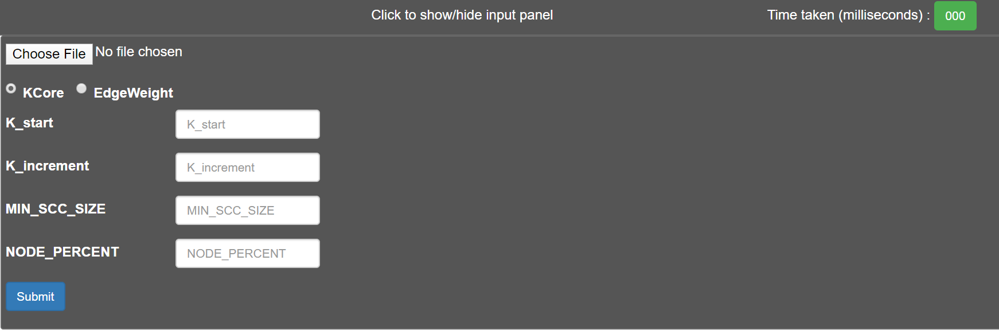 Click to show/hide input panel Time taken (milliseconds) : 000
Choose File No file chosen
KCore EdgeWeight
K_start K_start
K_increment K_increment
MIN_SCC_SIZE MIN_SCC_SIZE
NODE_PERCENT NODE_PERCENT
Submit